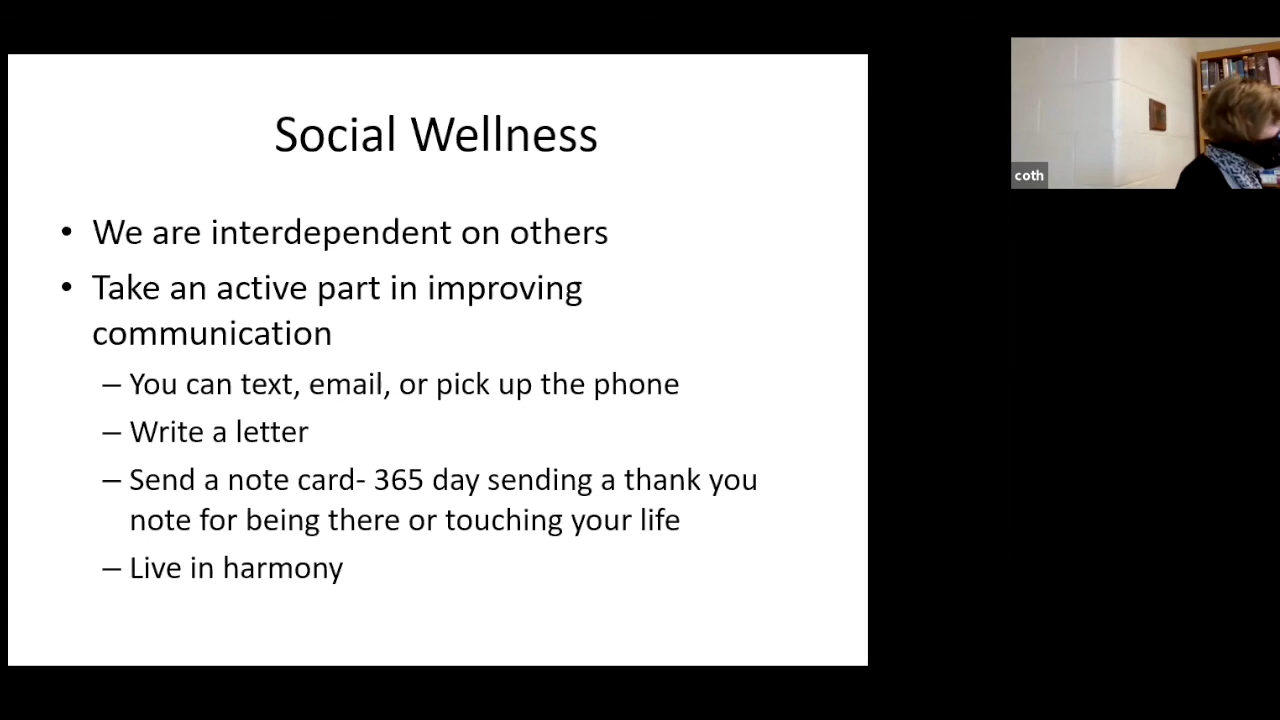 Social Wellness
• We are interdependent on others
• Take an active part in improving
communication
– You can text, email, or pick up the phone
– Write a letter
– Send a note card- 365 day sending a thank you
note for being there or touching your life
– Live in harmony
coth